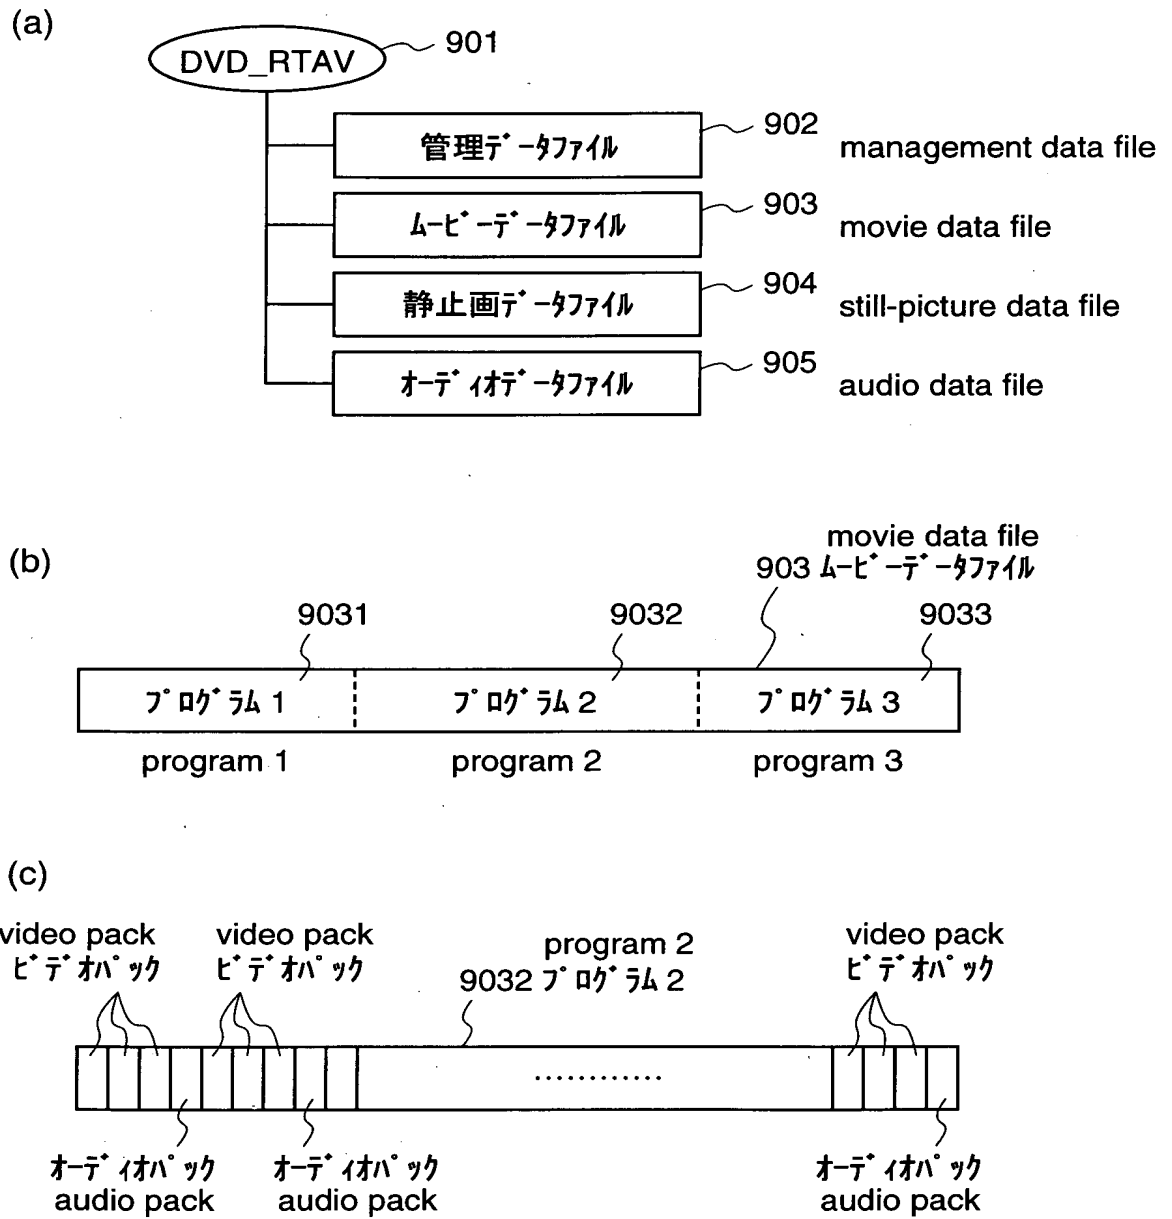 (a)
DVD_RTAV
901
管理ﾃﾞｰﾀﾌｧｲﾙ
902
management data file
ﾑｰﾋﾞｰﾃﾞｰﾀﾌｧｲﾙ
903
movie data file
静止画ﾃﾞｰﾀﾌｧｲﾙ
904
still-picture data file
ｵｰﾃﾞｨｵﾃﾞｰﾀﾌｧｲﾙ
905
audio data file
(b)
movie data file
903 ﾑｰﾋﾞｰﾃﾞｰﾀﾌｧｲﾙ
9031
9032
9033
ﾌﾟﾛｸﾞﾗﾑ 1
ﾌﾟﾛｸﾞﾗﾑ 2
ﾌﾟﾛｸﾞﾗﾑ 3
program 1
program 2
program 3
(c)
video pack
ﾋﾞﾃﾞｵﾊﾟｯｸ
video pack
ﾋﾞﾃﾞｵﾊﾟｯｸ
program 2
9032 ﾌﾟﾛｸﾞﾗﾑ 2
video pack
ﾋﾞﾃﾞｵﾊﾟｯｸ
............
ｵｰﾃﾞｨｵﾊﾟｯｸ
audio pack
ｵｰﾃﾞｨｵﾊﾟｯｸ
audio pack
ｵｰﾃﾞｨｵﾊﾟｯｸ
audio pack